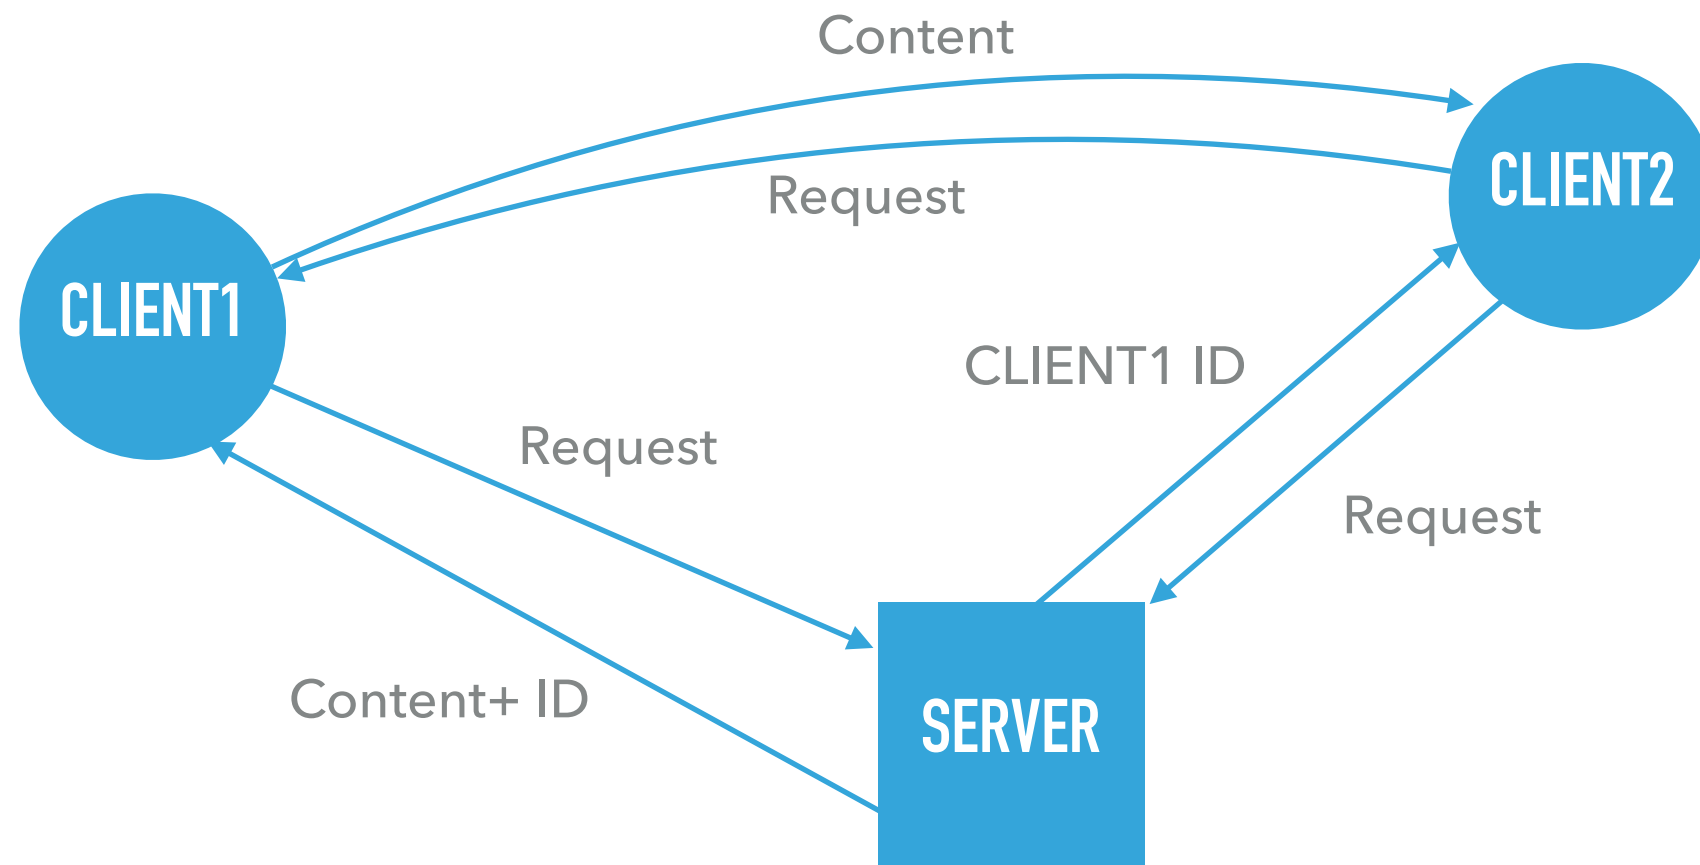 Content
Request
CLIENT2
CLIENT1
CLIENT1 ID
Request
Request
Content+ ID
SERVER